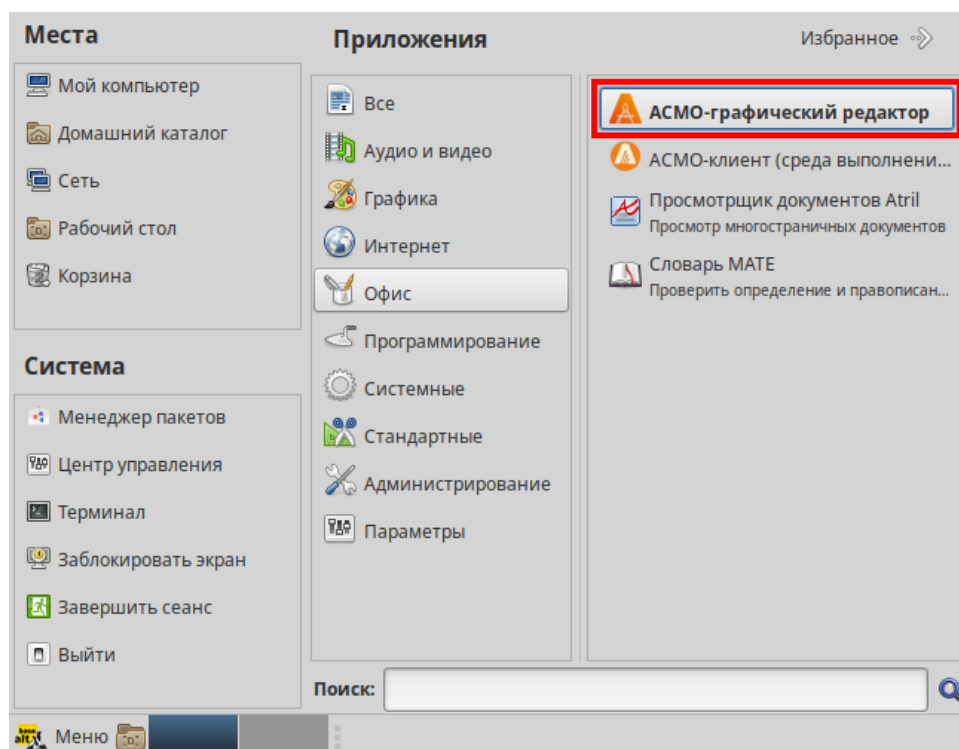 Места
Мой компьютер
Домашний каталог
Сеть
Рабочий стол
Корзина
Система
Менеджер пакетов
Центр управления
Терминал
Заблокировать экран
Завершить сеанс
Выйти
Приложения
Избранное
Все
Аудио и видео
Графика
Интернет
Офис
Программирование
Системные
Стандартные
Администрирование
Параметры
АСМО-графический редактор
АСМО-клиент (среда выполнени...
Просмотрщик документов Atril
Просмотр многостраничных документов
Словарь MATE
Проверить определение и правописан...
Поиск:
Меню